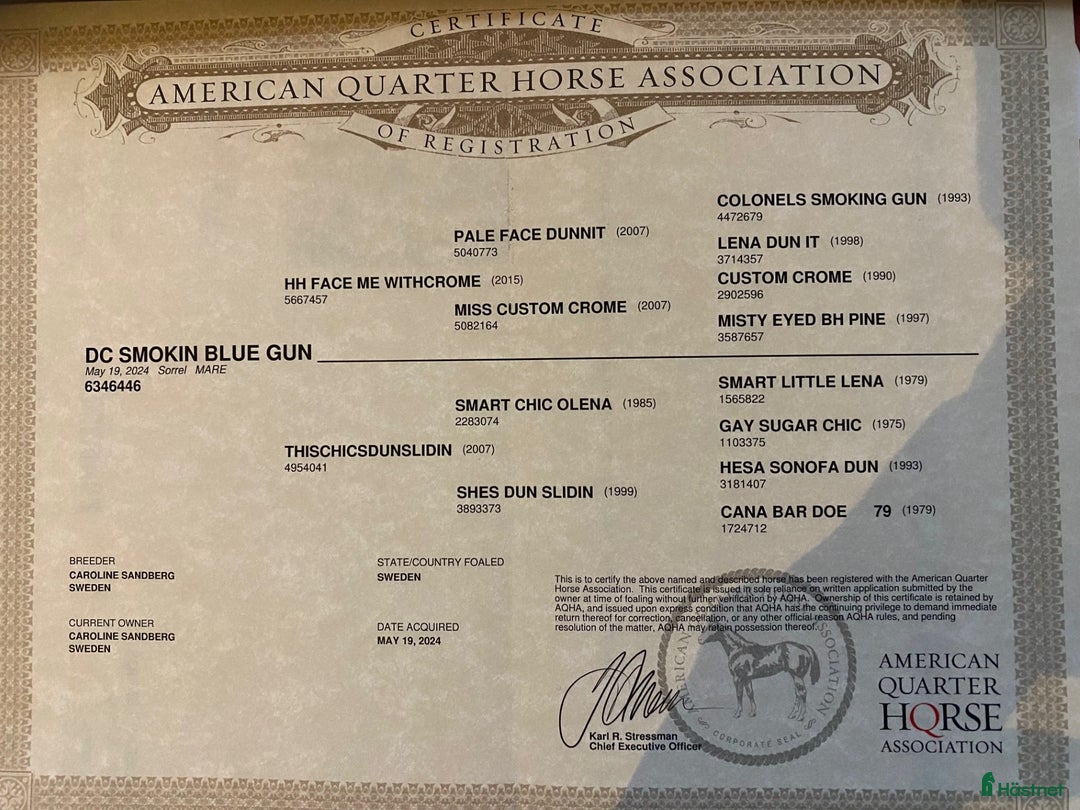 CERTIFICATE
AMERICAN QUARTER HORSE ASSOCIATION
OF REGISTRATION
COLONELS SMOKING GUN (1993)
4472679
PALE FACE DUNNIT (2007)
5040773
LENA DUN IT (1998)
3714357
HH FACE ME WITHCROME (2015)
5667457
CUSTOM CROME (1990)
2902596
MISS CUSTOM CROME (2007)
5082164
MISTY EYED BH PINE (1997)
3587657
DC SMOKIN BLUE GUN
May 19, 2024 Sorrel MARE
6346446
SMART LITTLE LENA (1979)
1565822
SMART CHIC OLENA (1985)
2283074
GAY SUGAR CHIC (1975)
1103375
THISCHICSDUNSLIDIN (2007)
4954041
HESA SONOFA DUN (1993)
3181407
SHES DUN SLIDIN (1999)
3893373
CANA BAR DOE 79 (1979)
1724712
BREEDER
CAROLINE SANDBERG
SWEDEN
STATE/COUNTRY FOALED
SWEDEN
CURRENT OWNER
CAROLINE SANDBERG
SWEDEN
DATE ACQUIRED
MAY 19, 2024
This is to certify the above named and described horse has been registered with the American Quarter
Horse Association. This certificate is issued in sole reliance on written application submitted by the
owner at time of foaling without further verification by AQHA. Ownership of this certificate is retained by
AQHA, and issued upon express condition that AQHA has the continuing privilege to demand immediate
return thereof for correction, cancellation, or any other official reason AQHA rules, and pending
resolution of the matter, AQHA may retain possession thereof.
Karl R. Stressman
Chief Executive Officer
AMERICAN ASSOCIATION
CORPORATE SEAL
AMERICAN
QUARTER
HORSE
ASSOCIATION
Hästnet